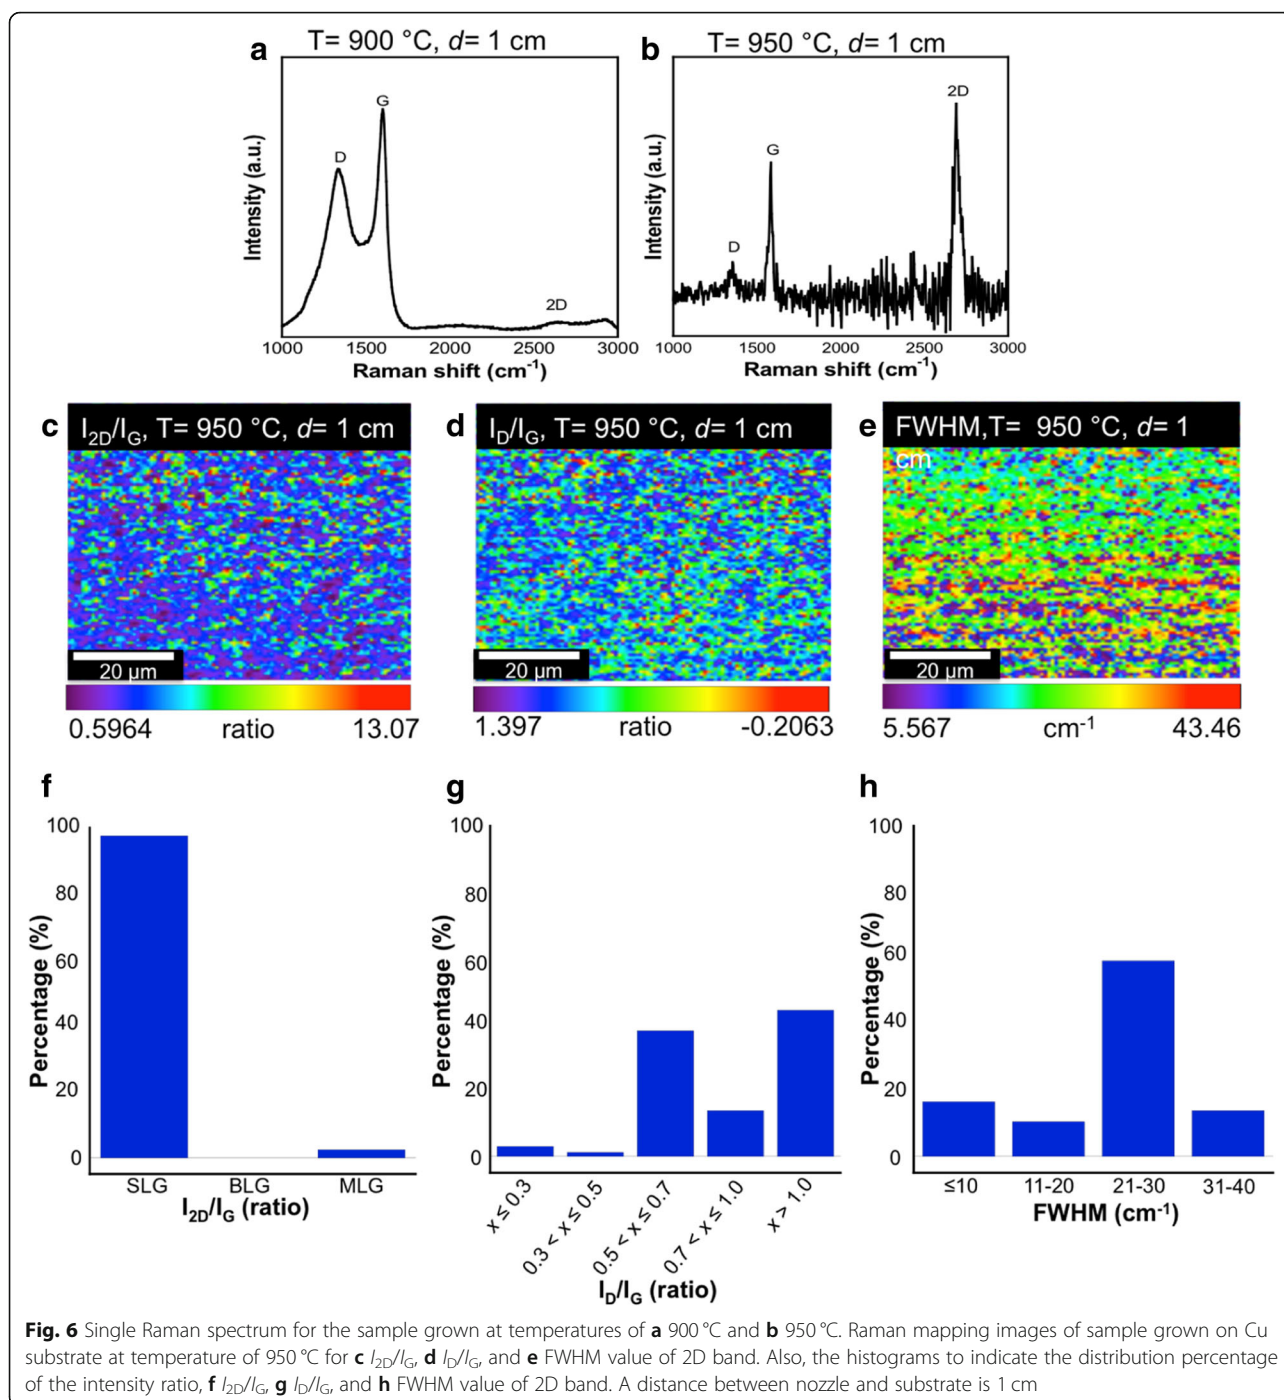 a T= 900 °C, d= 1 cm
Intensity (a.u.)
D
G
2D
1000 1500 2000 2500 3000
Raman shift (cm⁻¹)
b T= 950 °C, d= 1 cm
Intensity (a.u.)
D
G
2D
1000 1500 2000 2500 3000
Raman shift (cm⁻¹)
c I2D/IG, T= 950 °C, d= 1 cm
20 µm
0.5964 ratio 13.07
d ID/IG, T= 950 °C, d= 1 cm
20 µm
1.397 ratio -0.2063
e FWHM,T= 950 °C, d= 1
cm
20 µm
5.567 cm⁻¹ 43.46
f
Percentage (%)
100
80
60
40
20
0
SLG BLG MLG
I2D/IG (ratio)
g
Percentage (%)
100
80
60
40
20
0
x ≤ 0.3
0.3 < x ≤ 0.5
0.5 < x ≤ 0.7
0.7 < x ≤ 1.0
x > 1.0
ID/IG (ratio)
h
Percentage (%)
100
80
60
40
20
0
≤10 11-20 21-30 31-40
FWHM (cm⁻¹)
Fig. 6 Single Raman spectrum for the sample grown at temperatures of a 900 °C and b 950 °C. Raman mapping images of sample grown on Cu
substrate at temperature of 950 °C for c I2D/IG, d ID/IG, and e FWHM value of 2D band. Also, the histograms to indicate the distribution percentage
of the intensity ratio, f I2D/IG, g ID/IG, and h FWHM value of 2D band. A distance between nozzle and substrate is 1 cm